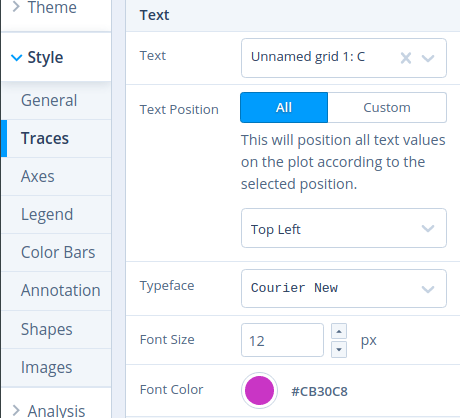 Theme
Style
General
Traces
Axes
Legend
Color Bars
Annotation
Shapes
Images
Analysis
Text
Text
Unnamed grid 1: C
Text Position
All
Custom
This will position all text values
on the plot according to the
selected position.
Top Left
Typeface
Courier New
Font Size
12
px
Font Color
#CB30C8